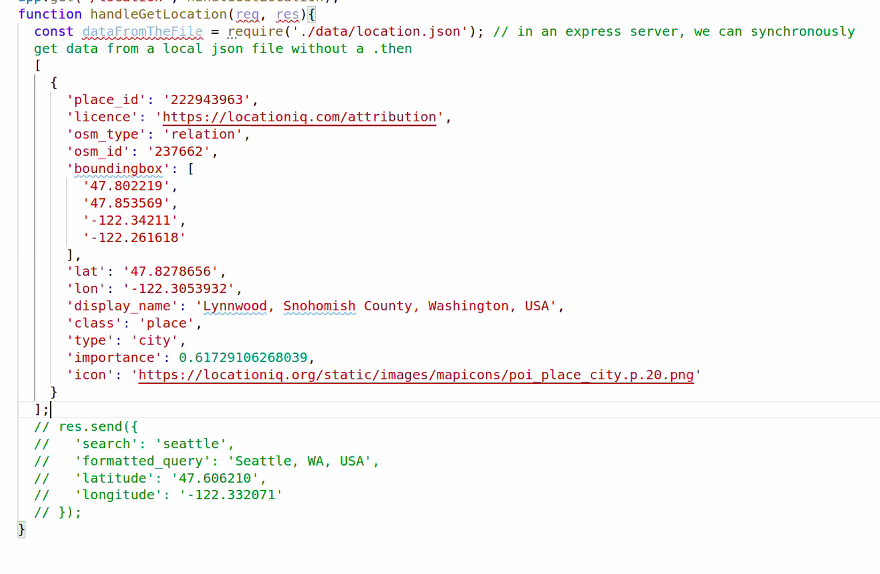 function handleGetLocation(req, res){
const dataFromTheFile = require('./data/location.json'); // in an express server, we can synchronously
get data from a local json file without a .then
[
{
'place_id': '222943963',
'licence': 'https://locationiq.com/attribution',
'osm_type': 'relation',
'osm_id': '237662',
'boundingbox': [
'47.802219',
'47.853569',
'-122.34211',
'-122.261618'
],
'lat': '47.8278656',
'lon': '-122.3053932',
'display_name': 'Lynnwood, Snohomish County, Washington, USA',
'class': 'place',
'type': 'city',
'importance': 0.61729106268039,
'icon': 'https://locationiq.org/static/images/mapicons/poi_place_city.p.20.png'
}
];
// res.send({
//   'search': 'seattle',
//   'formatted_query': 'Seattle, WA, USA',
//   'latitude': '47.606210',
//   'longitude': '-122.332071'
// });
}